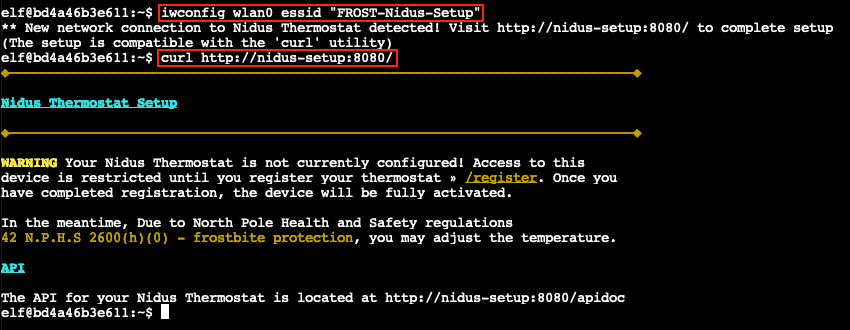 elf@bd4a46b3e611:~$ iwconfig wlan0 essid "FROST-Nidus-Setup"
** New network connection to Nidus Thermostat detected! Visit http://nidus-setup:8080/ to complete setup
(The setup is compatible with the 'curl' utility)
elf@bd4a46b3e611:~$ curl http://nidus-setup:8080/
Nidus Thermostat Setup
WARNING Your Nidus Thermostat is not currently configured! Access to this
device is restricted until you register your thermostat » /register. Once you
have completed registration, the device will be fully activated.
In the meantime, Due to North Pole Health and Safety regulations
42 N.P.H.S 2600(h)(0) - frostbite protection, you may adjust the temperature.
API
The API for your Nidus Thermostat is located at http://nidus-setup:8080/apidoc
elf@bd4a46b3e611:~$